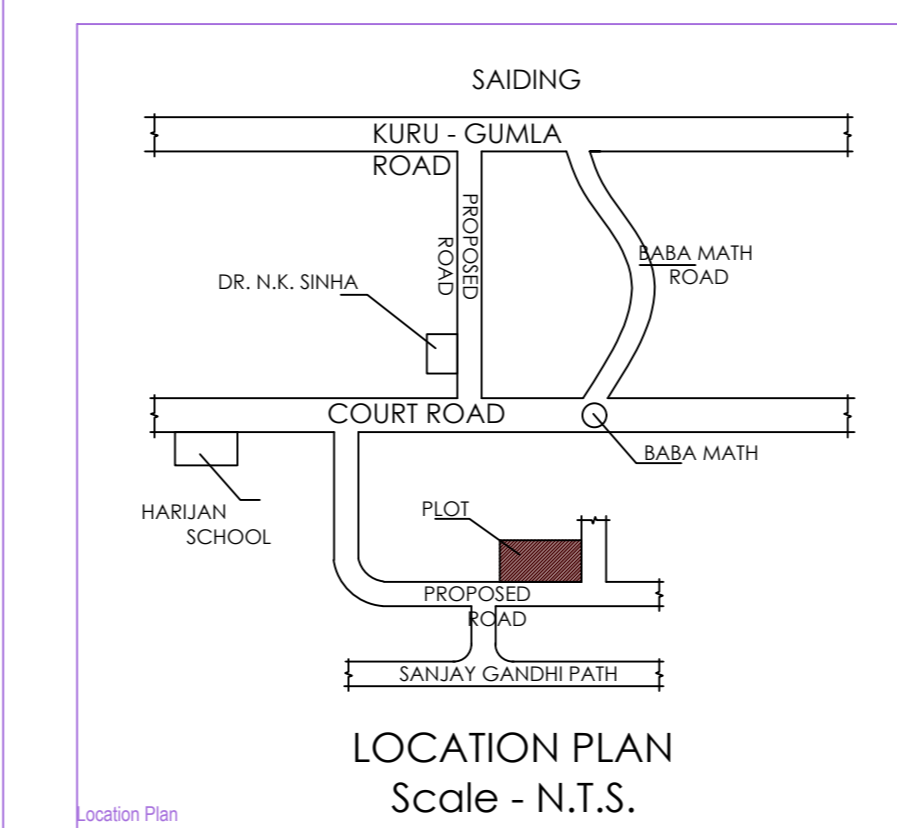 SAIDING
KURU - GUMLA
ROAD
PROPOSED
ROAD
BABA MATH
ROAD
DR. N.K. SINHA
COURT ROAD
BABA MATH
HARIJAN
SCHOOL
PLOT
PROPOSED
ROAD
SANJAY GANDHI PATH
LOCATION PLAN
Scale - N.T.S.
Location Plan